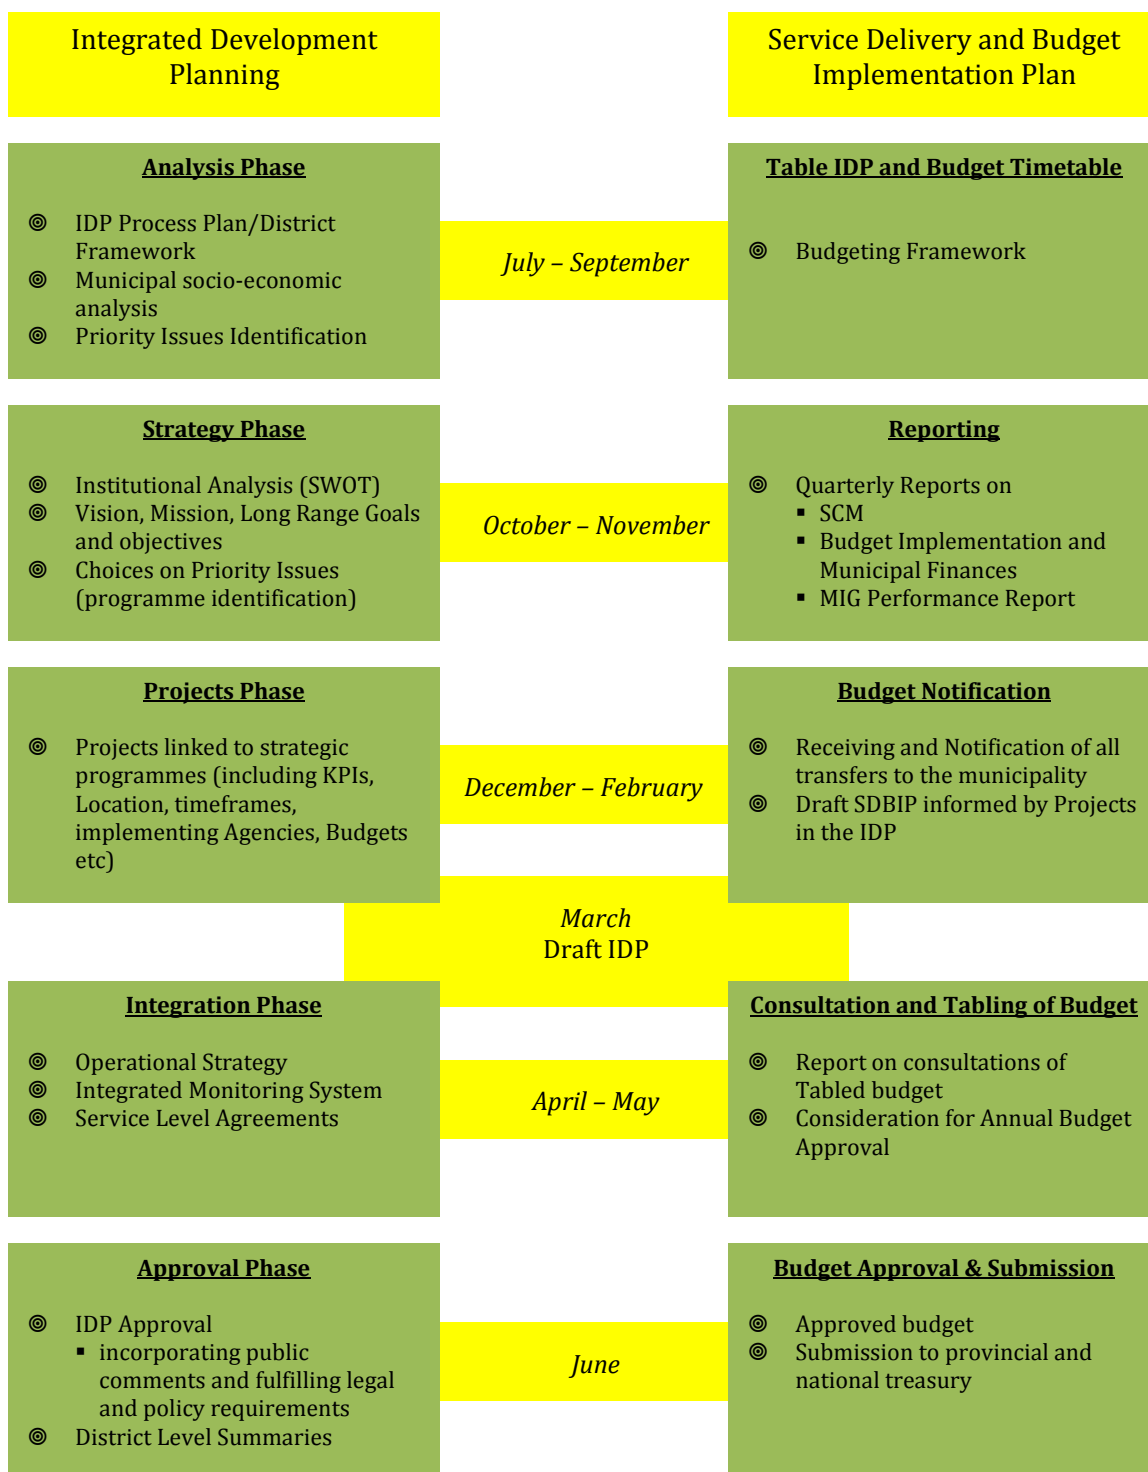 Integrated Development
Planning
Service Delivery and Budget
Implementation Plan
Analysis Phase
◎ IDP Process Plan/District
Framework
◎ Municipal socio-economic
analysis
◎ Priority Issues Identification
July – September
Table IDP and Budget Timetable
◎ Budgeting Framework
Strategy Phase
◎ Institutional Analysis (SWOT)
◎ Vision, Mission, Long Range Goals
and objectives
◎ Choices on Priority Issues
(programme identification)
October – November
Reporting
◎ Quarterly Reports on
▪ SCM
▪ Budget Implementation and
Municipal Finances
▪ MIG Performance Report
Projects Phase
◎ Projects linked to strategic
programmes (including KPIs,
Location, timeframes,
implementing Agencies, Budgets
etc)
December – February
Budget Notification
◎ Receiving and Notification of all
transfers to the municipality
◎ Draft SDBIP informed by Projects
in the IDP
March
Draft IDP
Integration Phase
◎ Operational Strategy
◎ Integrated Monitoring System
◎ Service Level Agreements
April – May
Consultation and Tabling of Budget
◎ Report on consultations of
Tabled budget
◎ Consideration for Annual Budget
Approval
Approval Phase
◎ IDP Approval
▪ incorporating public
comments and fulfilling legal
and policy requirements
◎ District Level Summaries
June
Budget Approval & Submission
◎ Approved budget
◎ Submission to provincial and
national treasury